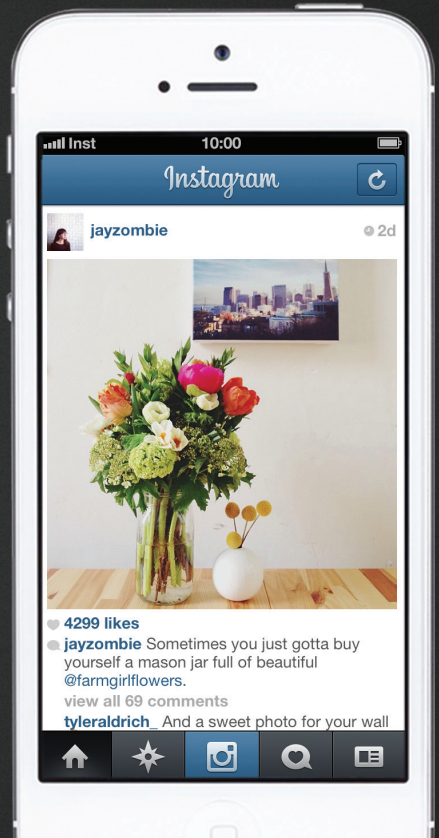 Inst 10:00
Instagram
jayzombie 2d
4299 likes
jayzombie Sometimes you just gotta buy
yourself a mason jar full of beautiful
@farmgirlflowers.
view all 69 comments
tyleraldrich_ And a sweet photo for your wall